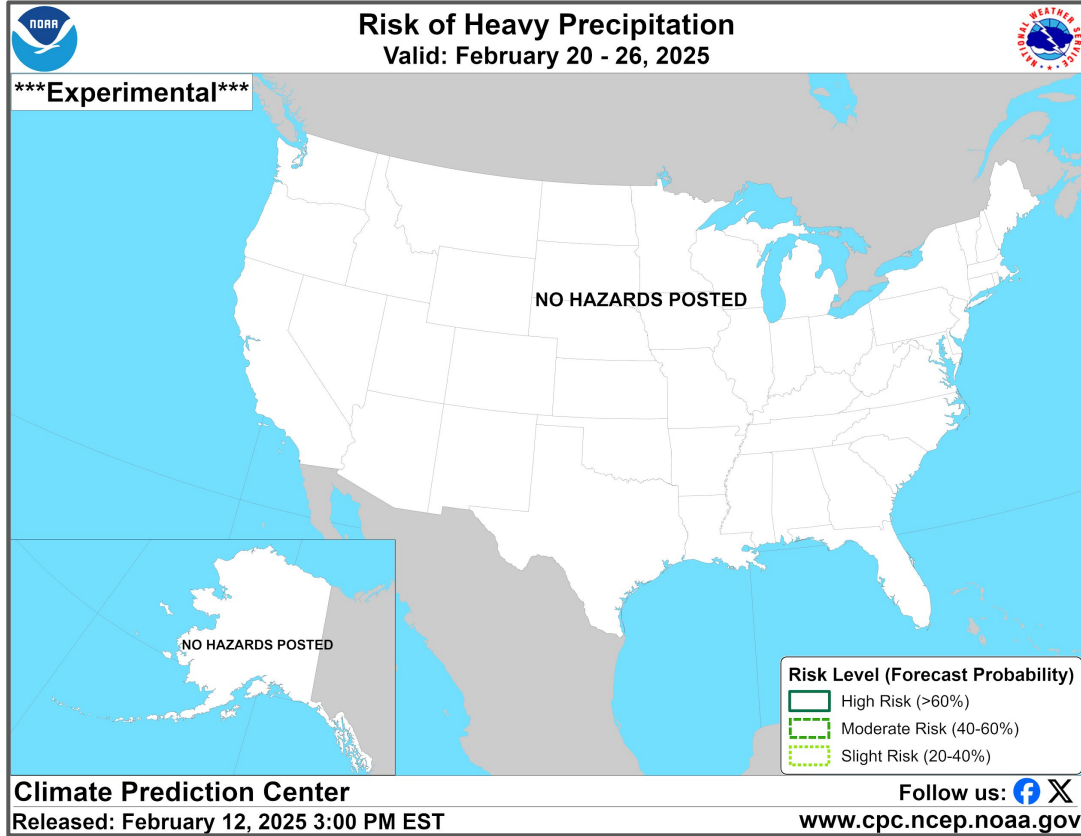 NOAA
Risk of Heavy Precipitation
Valid: February 20 - 26, 2025
NATIONAL WEATHER SERVICE
***Experimental***
NO HAZARDS POSTED
NO HAZARDS POSTED
Risk Level (Forecast Probability)
High Risk (>60%)
Moderate Risk (40-60%)
Slight Risk (20-40%)
Climate Prediction Center
Follow us:
Released: February 12, 2025 3:00 PM EST
www.cpc.ncep.noaa.gov